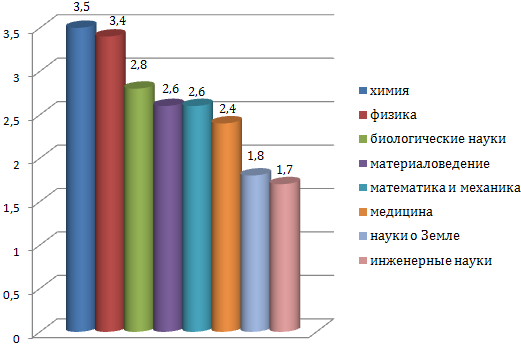 3,5
3,4
2,8
2,6
2,6
2,4
1,8
1,7
3,5
3
2,5
2
1,5
1
0,5
0
химия
физика
биологические науки
материаловедение
математика и механика
медицина
науки о Земле
инженерные науки